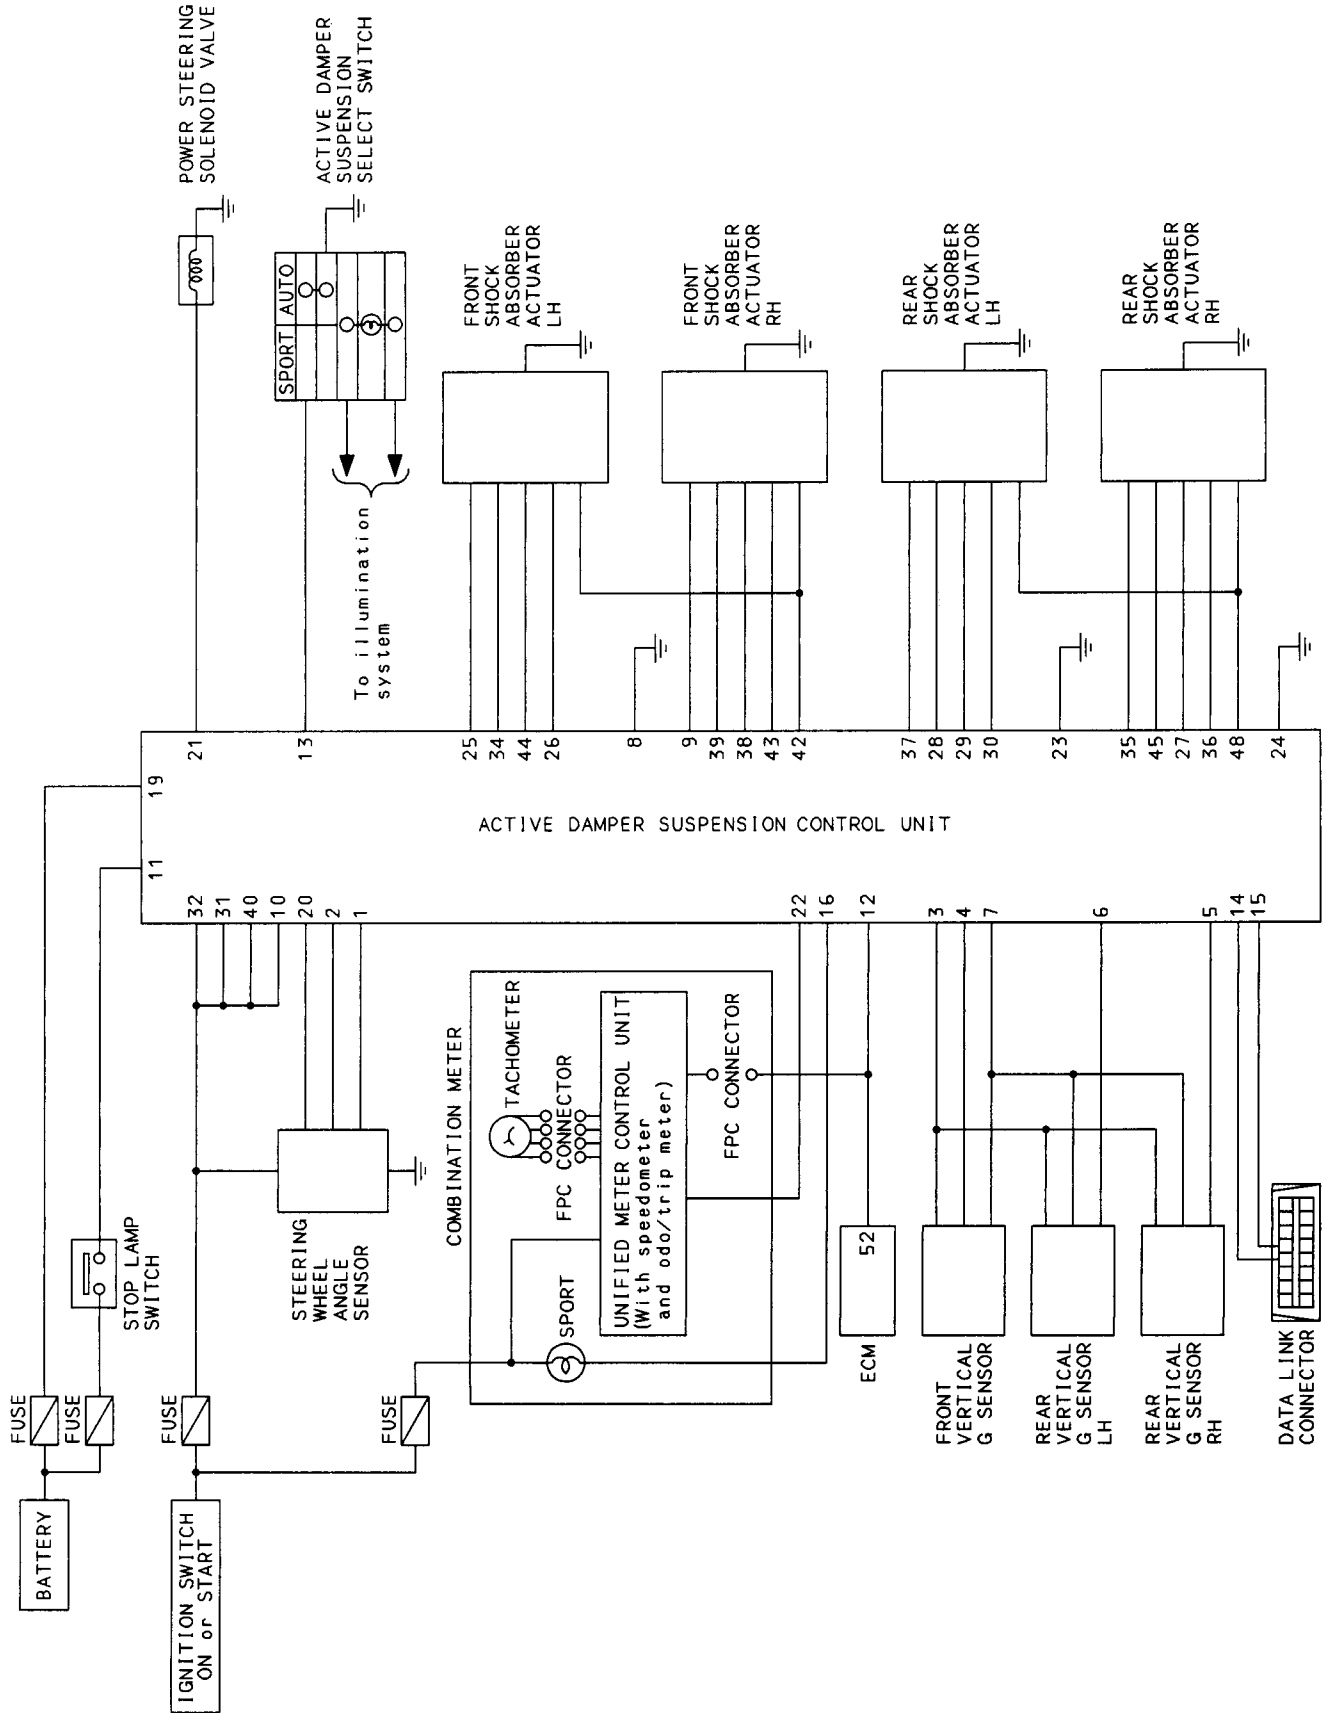 BATTERY
FUSE
FUSE
STOP LAMP
SWITCH
IGNITION SWITCH
ON or START
FUSE
FUSE
STEERING
WHEEL
ANGLE
SENSOR
COMBINATION METER
SPORT
TACHOMETER
FPC CONNECTOR
UNIFIED METER CONTROL UNIT
(With speedometer
and odo/trip meter)
FPC CONNECTOR
ECM
52
FRONT
VERTICAL
G SENSOR
REAR
VERTICAL
G SENSOR
LH
REAR
VERTICAL
G SENSOR
RH
DATA LINK
CONNECTOR
19
11
32
31
40
10
20
2
1
22
16
12
3
4
7
6
5
14
15
ACTIVE DAMPER SUSPENSION CONTROL UNIT
21
13
25
34
44
26
8
9
39
38
43
42
37
28
29
30
23
35
45
27
36
48
24
To illumination
system
SPORT
AUTO
POWER STEERING
SOLENOID VALVE
ACTIVE DAMPER
SUSPENSION
SELECT SWITCH
FRONT
SHOCK
ABSORBER
ACTUATOR
LH
FRONT
SHOCK
ABSORBER
ACTUATOR
RH
REAR
SHOCK
ABSORBER
ACTUATOR
LH
REAR
SHOCK
ABSORBER
ACTUATOR
RH